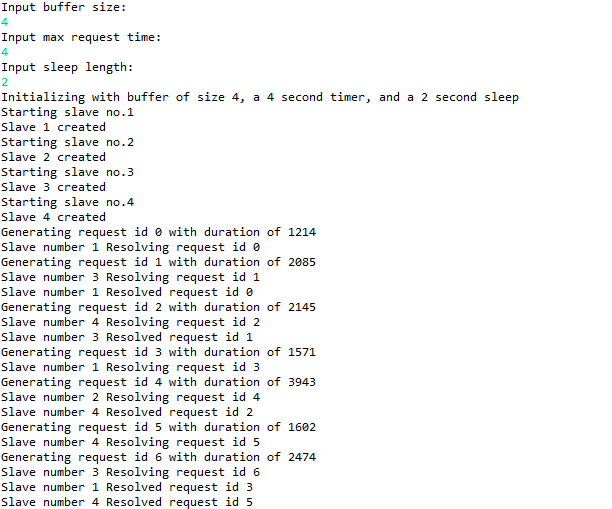 Input buffer size:
4
Input max request time:
4
Input sleep length:
2
Initializing with buffer of size 4, a 4 second timer, and a 2 second sleep
Starting slave no.1
Slave 1 created
Starting slave no.2
Slave 2 created
Starting slave no.3
Slave 3 created
Starting slave no.4
Slave 4 created
Generating request id 0 with duration of 1214
Slave number 1 Resolving request id 0
Generating request id 1 with duration of 2085
Slave number 3 Resolving request id 1
Slave number 1 Resolved request id 0
Generating request id 2 with duration of 2145
Slave number 4 Resolving request id 2
Slave number 3 Resolved request id 1
Generating request id 3 with duration of 1571
Slave number 1 Resolving request id 3
Generating request id 4 with duration of 3943
Slave number 2 Resolving request id 4
Slave number 4 Resolved request id 2
Generating request id 5 with duration of 1602
Slave number 4 Resolving request id 5
Generating request id 6 with duration of 2474
Slave number 3 Resolving request id 6
Slave number 1 Resolved request id 3
Slave number 4 Resolved request id 5